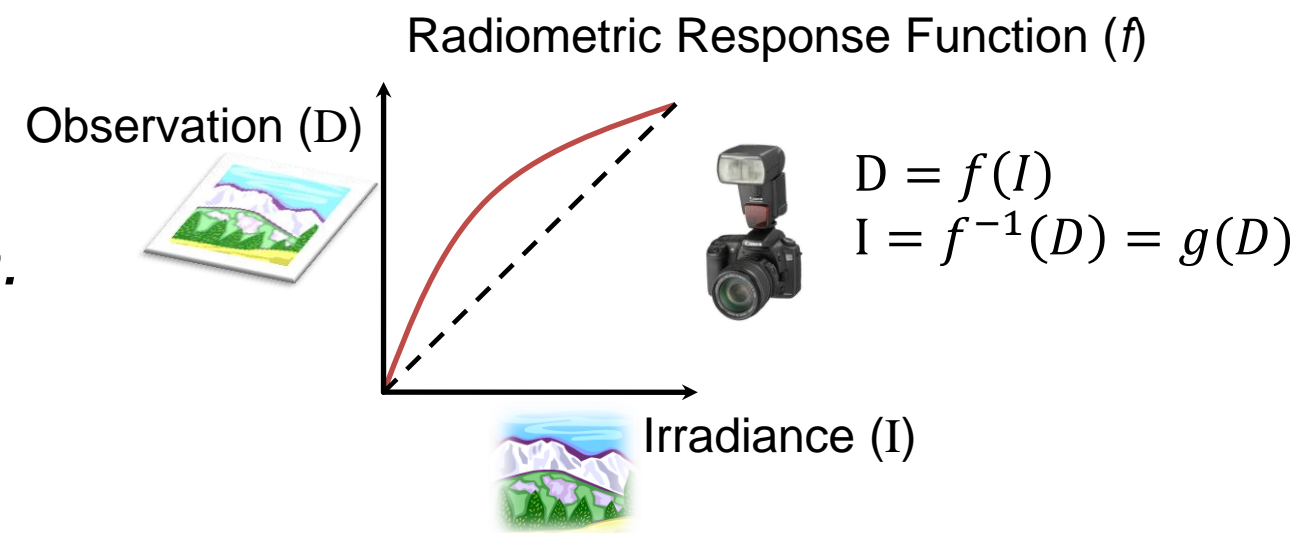 Radiometric Response Function (f)
Observation (D)
D = f(I)
I = f⁻¹(D) = g(D)
Irradiance (I)